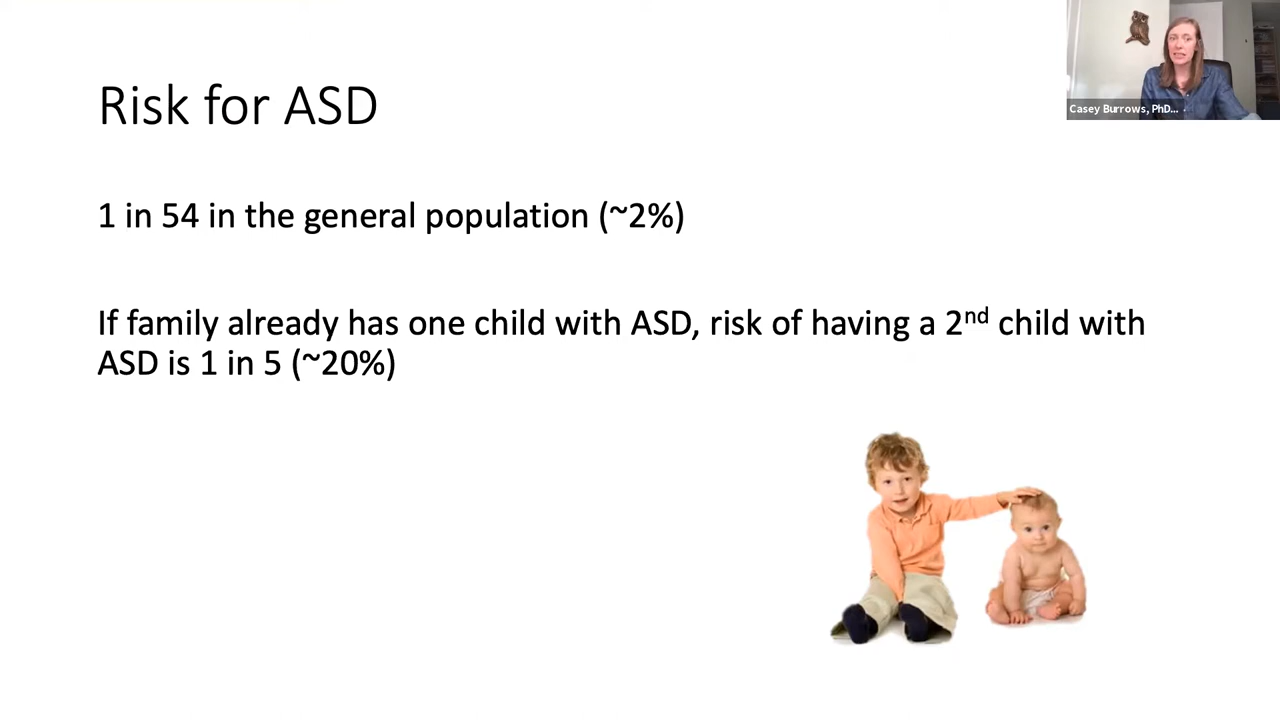 Casey Burrows, PhD...
Risk for ASD
1 in 54 in the general population (~2%)
If family already has one child with ASD, risk of having a 2nd child with
ASD is 1 in 5 (~20%)